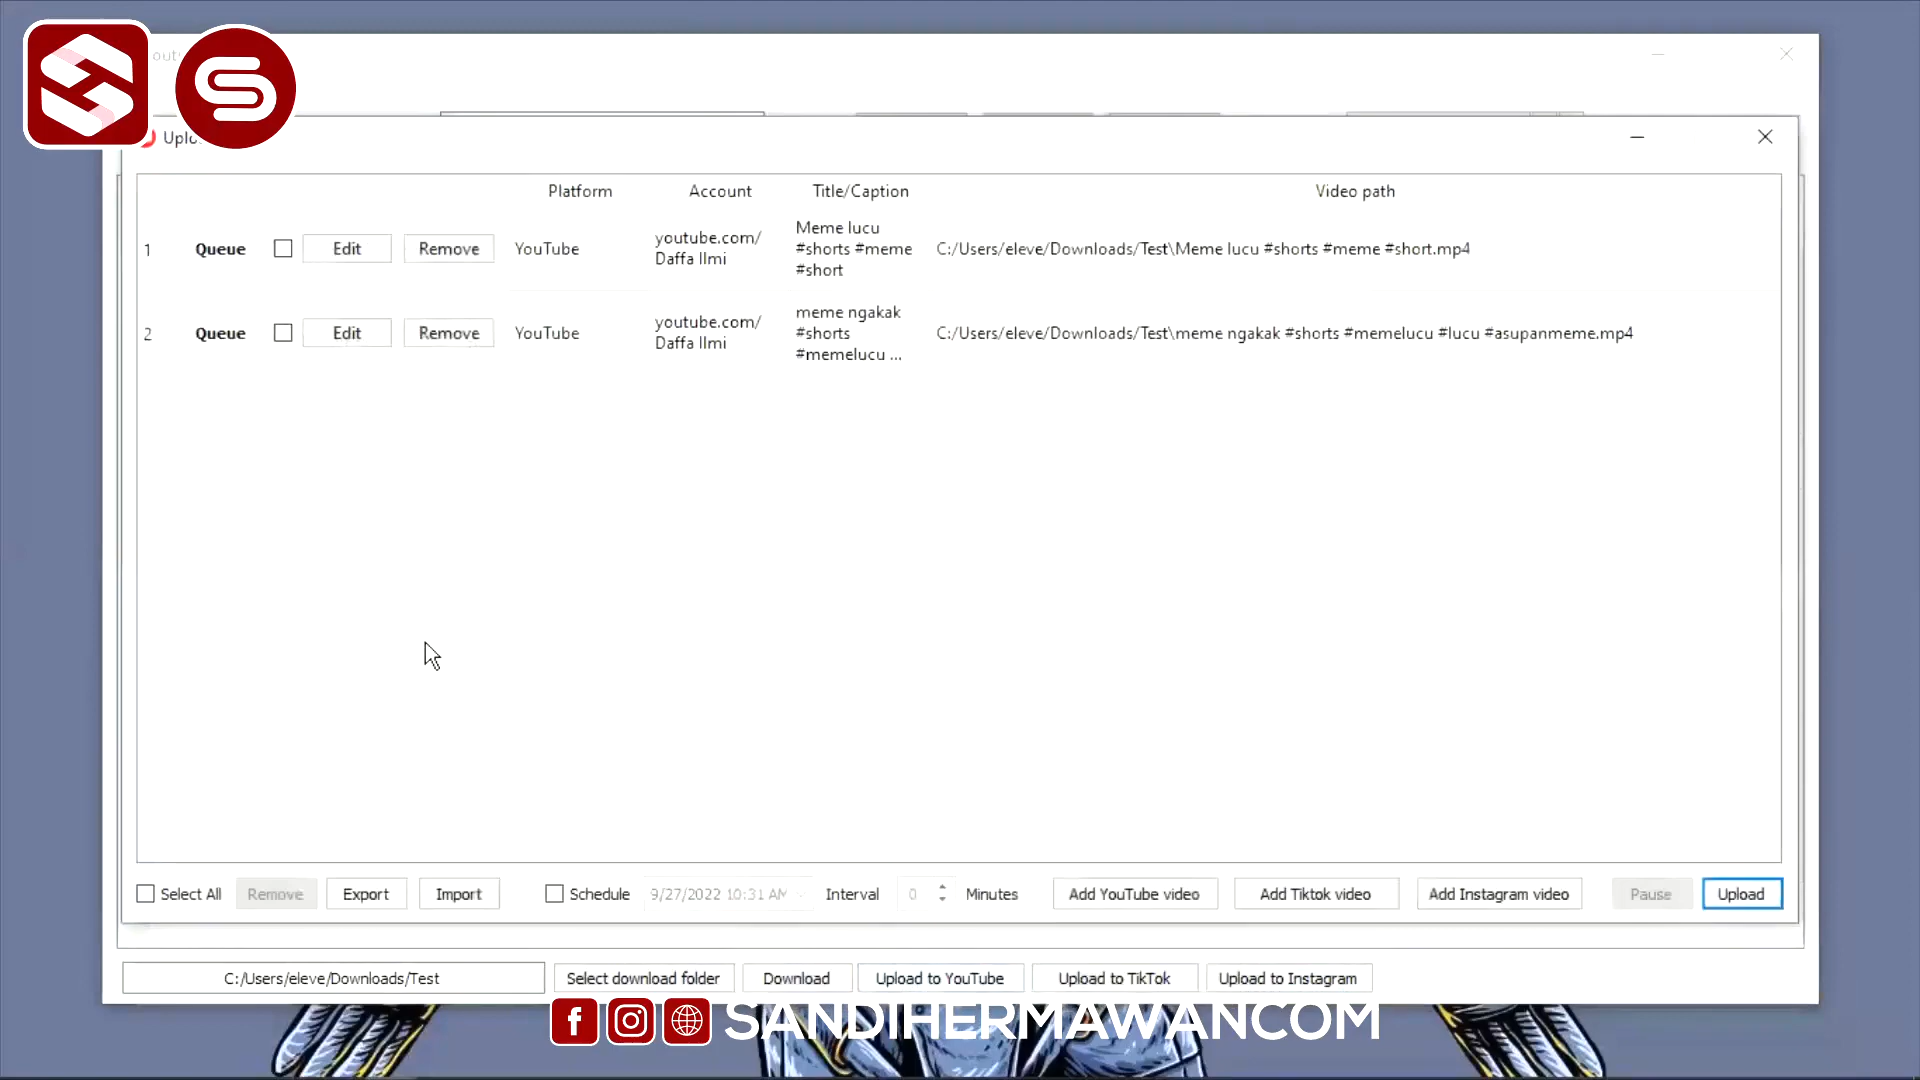 Platform Account Title/Caption Video path
1 Queue Edit Remove YouTube youtube.com/ Daffa Ilmi Meme lucu #shorts #meme #short C:/Users/eleve/Downloads/Test\Meme lucu #shorts #meme #short.mp4
2 Queue Edit Remove YouTube youtube.com/ Daffa Ilmi meme ngakak #shorts #memelucu ... C:/Users/eleve/Downloads/Test\meme ngakak #shorts #memelucu #lucu #asupanmeme.mp4
Select All Remove Export Import Schedule 9/27/2022 10:31 AM Interval 0 Minutes Add YouTube video Add Tiktok video Add Instagram video Pause Upload
C:/Users/eleve/Downloads/Test Select download folder Download Upload to YouTube Upload to TikTok Upload to Instagram
SANDIHERMAWANCOM